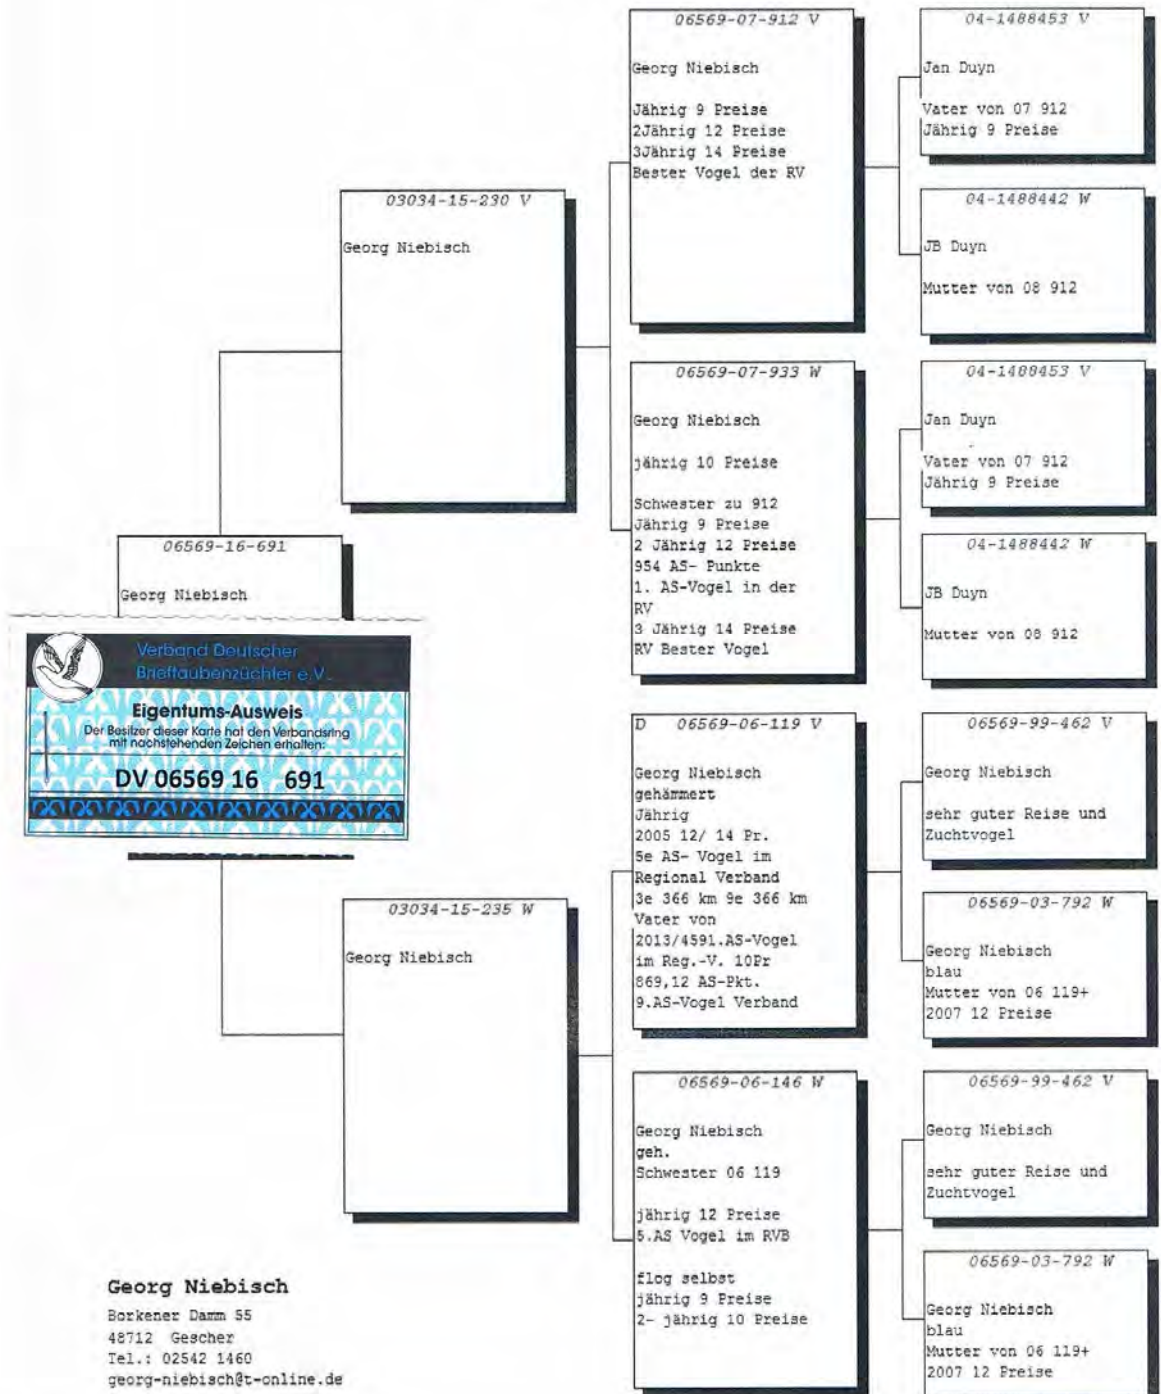 06569-16-691
Georg Niebisch
Verband Deutscher
Brieftaubenzüchter e.V.
Eigentums-Ausweis
Der Besitzer dieser Karte hat den Verbandsring
mit nachstehenden Zeichen erhalten:
DV 06569 16 691
03034-15-230 V
Georg Niebisch
03034-15-235 W
Georg Niebisch
06569-07-912 V
Georg Niebisch
Jährig 9 Preise
2Jährig 12 Preise
3Jährig 14 Preise
Bester Vogel der RV
06569-07-933 W
Georg Niebisch
jährig 10 Preise
Schwester zu 912
Jährig 9 Preise
2 Jährig 12 Preise
954 AS- Punkte
1. AS-Vogel in der
RV
3 Jährig 14 Preise
RV Bester Vogel
D 06569-06-119 V
Georg Niebisch
gehämmert
Jährig
2005 12/ 14 Pr.
5e AS- Vogel im
Regional Verband
3e 366 km 9e 366 km
Vater von
2013/4591.AS-Vogel
im Reg.-V. 10Pr
869,12 AS-Pkt.
9.AS-Vogel Verband
06569-06-146 W
Georg Niebisch
geh.
Schwester 06 119
jährig 12 Preise
5.AS Vogel im RVB
flog selbst
jährig 9 Preise
2- jährig 10 Preise
04-1488453 V
Jan Duyn
Vater von 07 912
Jährig 9 Preise
04-1488442 W
JB Duyn
Mutter von 08 912
04-1488453 V
Jan Duyn
Vater von 07 912
Jährig 9 Preise
04-1488442 W
JB Duyn
Mutter von 08 912
06569-99-462 V
Georg Niebisch
sehr guter Reise und
Zuchtvogel
06569-03-792 W
Georg Niebisch
blau
Mutter von 06 119+
2007 12 Preise
06569-99-462 V
Georg Niebisch
sehr guter Reise und
Zuchtvogel
06569-03-792 W
Georg Niebisch
blau
Mutter von 06 119+
2007 12 Preise
Georg Niebisch
Borkener Damm 55
48712 Gescher
Tel.: 02542 1460
georg-niebisch@t-online.de